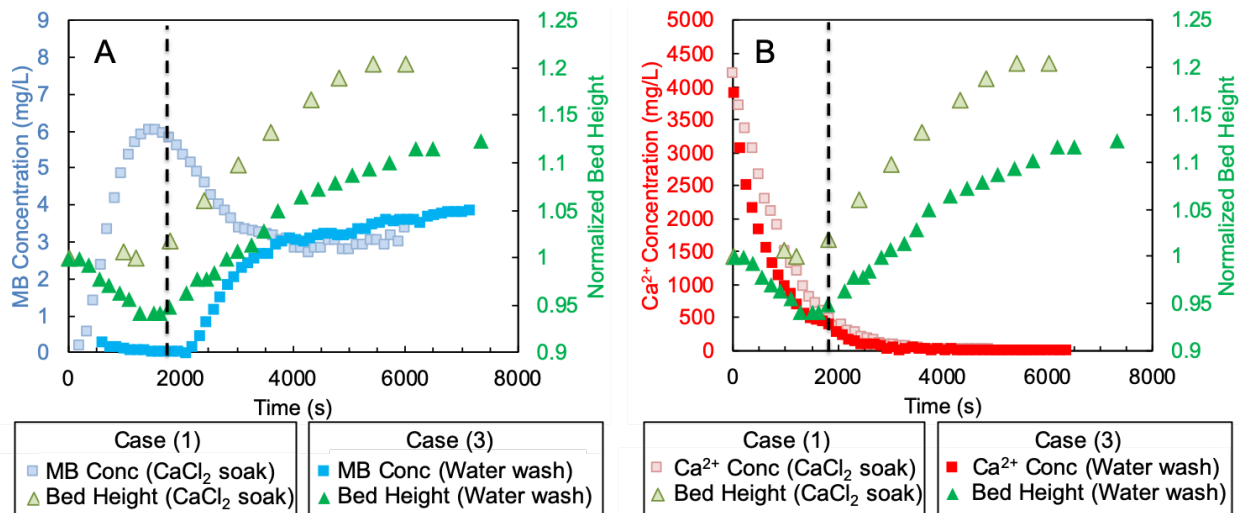 A
MB Concentration (mg/L)
9
8
7
6
5
4
3
2
1
0
1.25
1.2
1.15
1.1
1.05
1
0.95
0.9
Normalized Bed Height
0 2000 4000 6000 8000
Time (s)
Case (1)
MB Conc (CaCl₂ soak)
Bed Height (CaCl₂ soak)
Case (3)
MB Conc (Water wash)
Bed Height (Water wash)
B
Ca²⁺ Concentration (mg/L)
5000
4500
4000
3500
3000
2500
2000
1500
1000
500
0
1.25
1.2
1.15
1.1
1.05
1
0.95
0.9
Normalized Bed Height
0 2000 4000 6000 8000
Time (s)
Case (1)
Ca²⁺ Conc (CaCl₂ soak)
Bed Height (CaCl₂ soak)
Case (3)
Ca²⁺ Conc (Water wash)
Bed Height (Water wash)